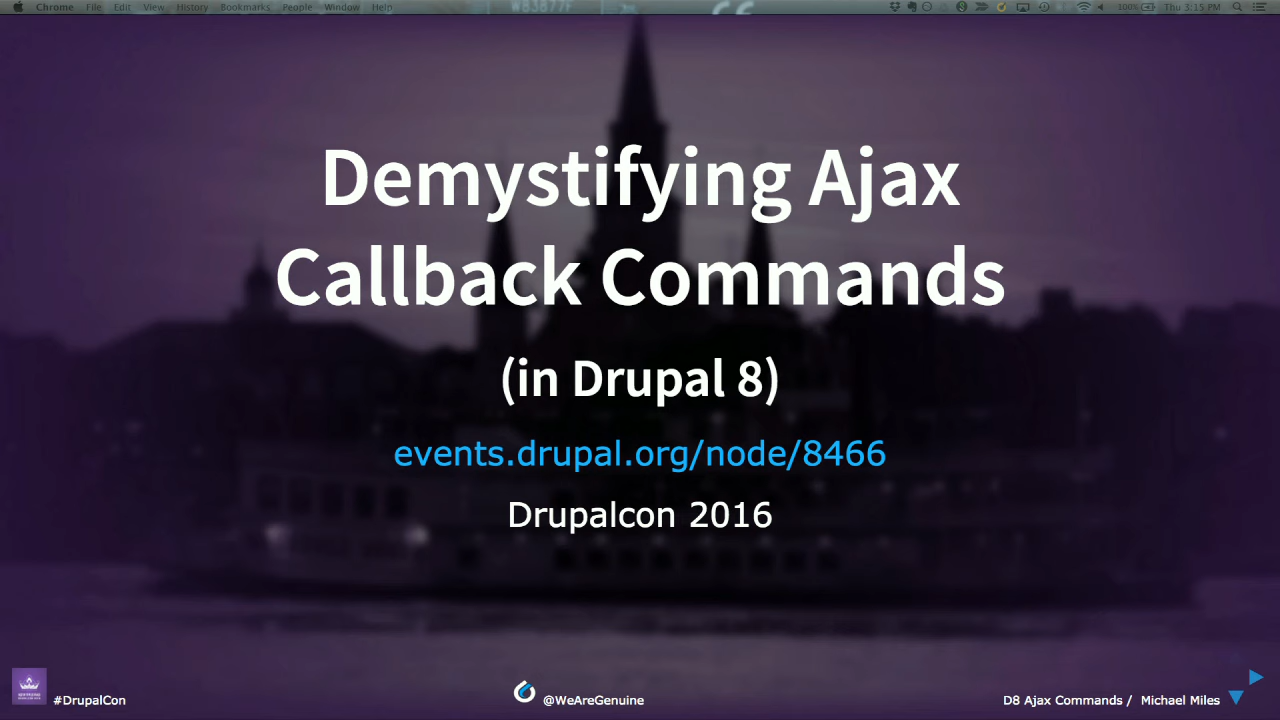 Chrome File Edit View History Bookmarks People Window Help
100% Thu 3:15 PM
Demystifying Ajax
Callback Commands
(in Drupal 8)
events.drupal.org/node/8466
Drupalcon 2016
#DrupalCon
@WeAreGenuine
D8 Ajax Commands / Michael Miles